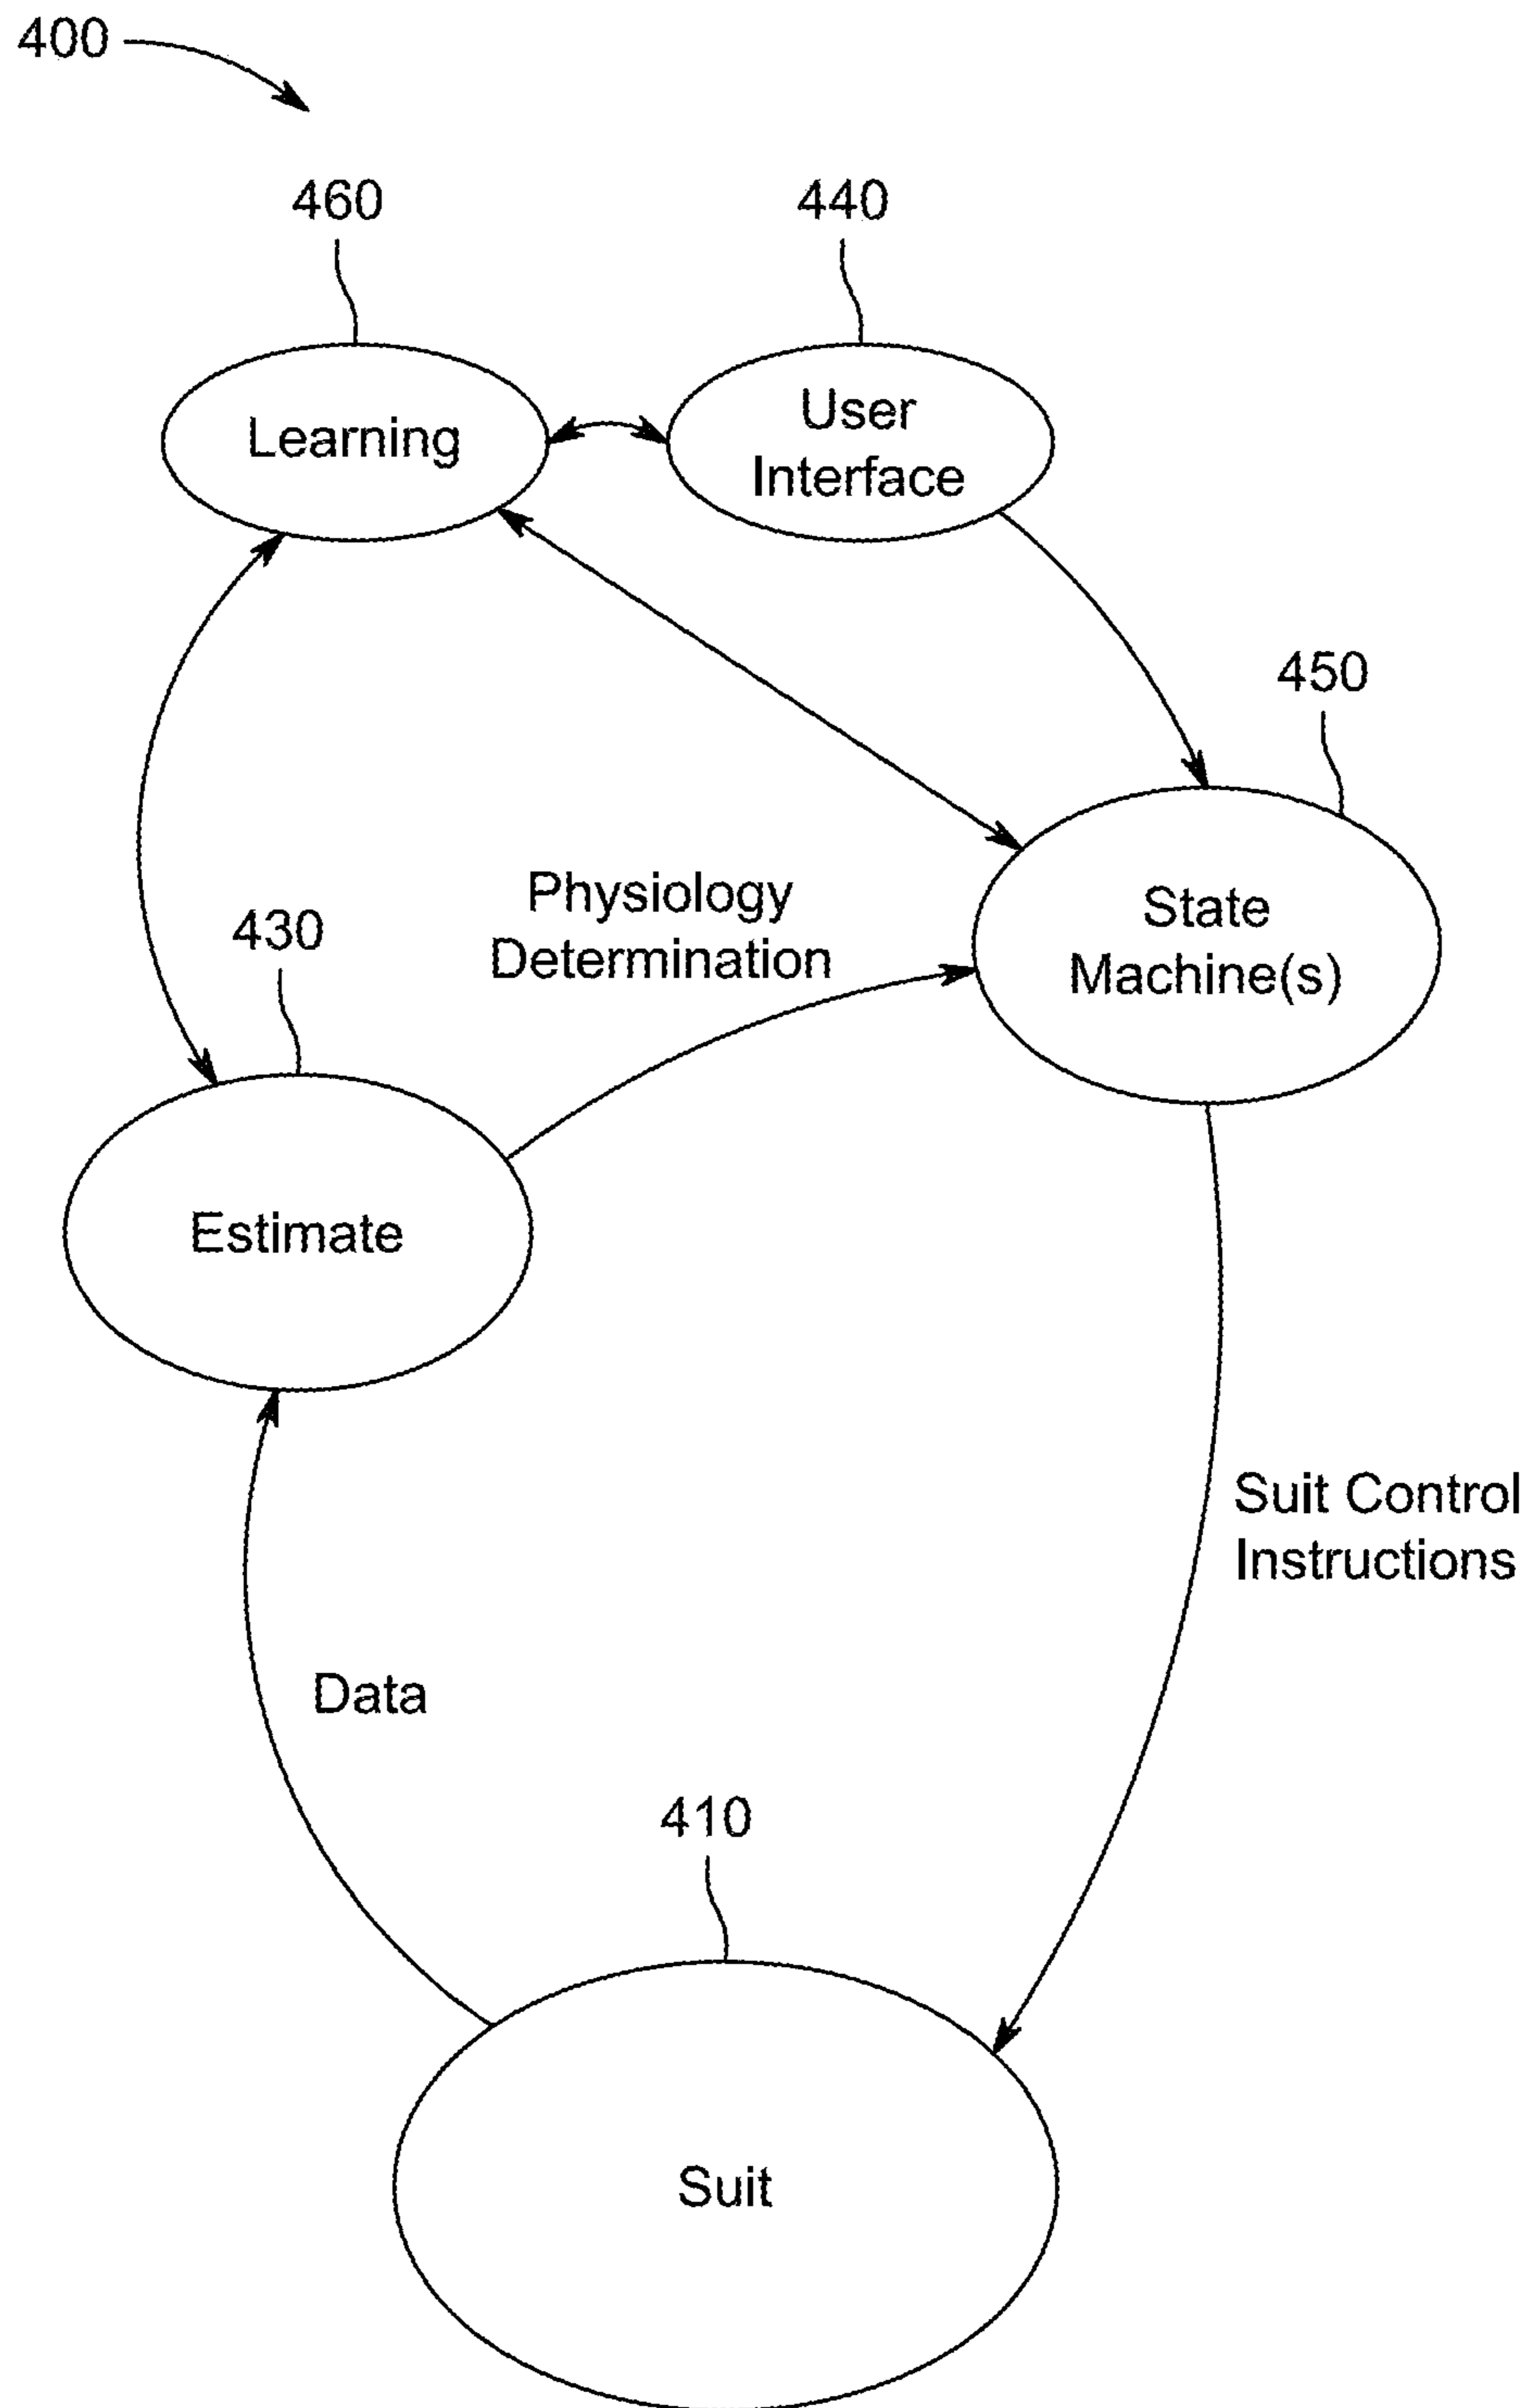 400
460
440
Learning
User
Interface
450
State
Machine(s)
Physiology
Determination
430
Estimate
Suit Control
Instructions
Data
410
Suit